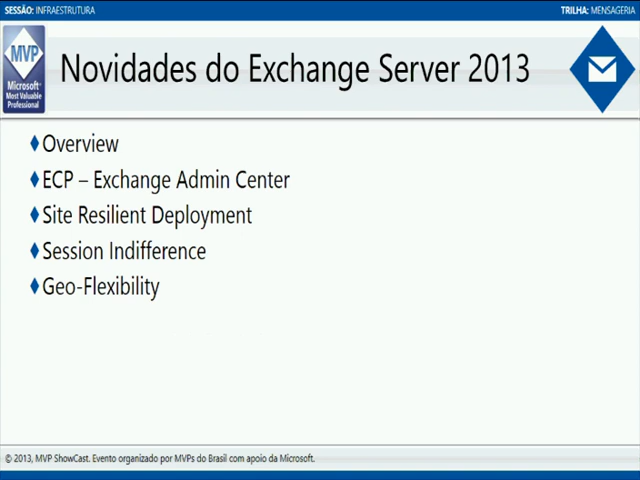 SESSÃO: INFRAESTRUTURA
TRILHA: MENSAGERIA
MVP
Microsoft®
Most Valuable
Professional
Novidades do Exchange Server 2013
Overview
ECP – Exchange Admin Center
Site Resilient Deployment
Session Indifference
Geo-Flexibility
© 2013, MVP ShowCast. Evento organizado por MVPs do Brasil com apoio da Microsoft.